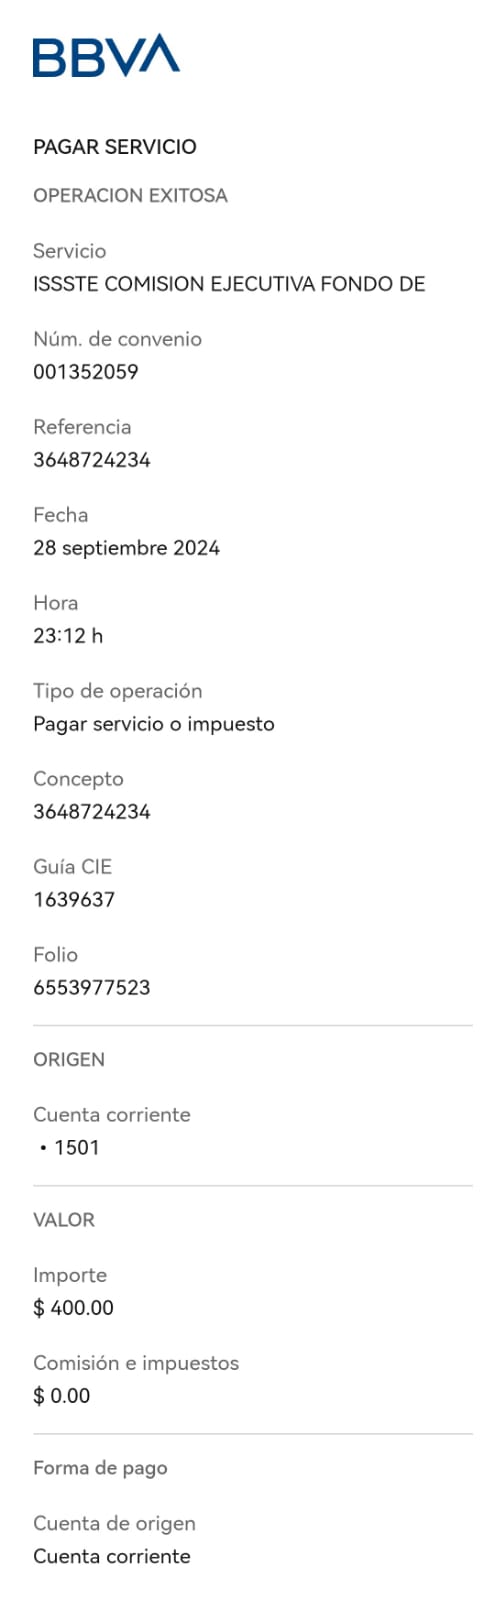 BBVA
PAGAR SERVICIO
OPERACION EXITOSA
Servicio
ISSSTE COMISION EJECUTIVA FONDO DE
Núm. de convenio
001352059
Referencia
3648724234
Fecha
28 septiembre 2024
Hora
23:12 h
Tipo de operación
Pagar servicio o impuesto
Concepto
3648724234
Guía CIE
1639637
Folio
6553977523
ORIGEN
Cuenta corriente
• 1501
VALOR
Importe
$ 400.00
Comisión e impuestos
$ 0.00
Forma de pago
Cuenta de origen
Cuenta corriente